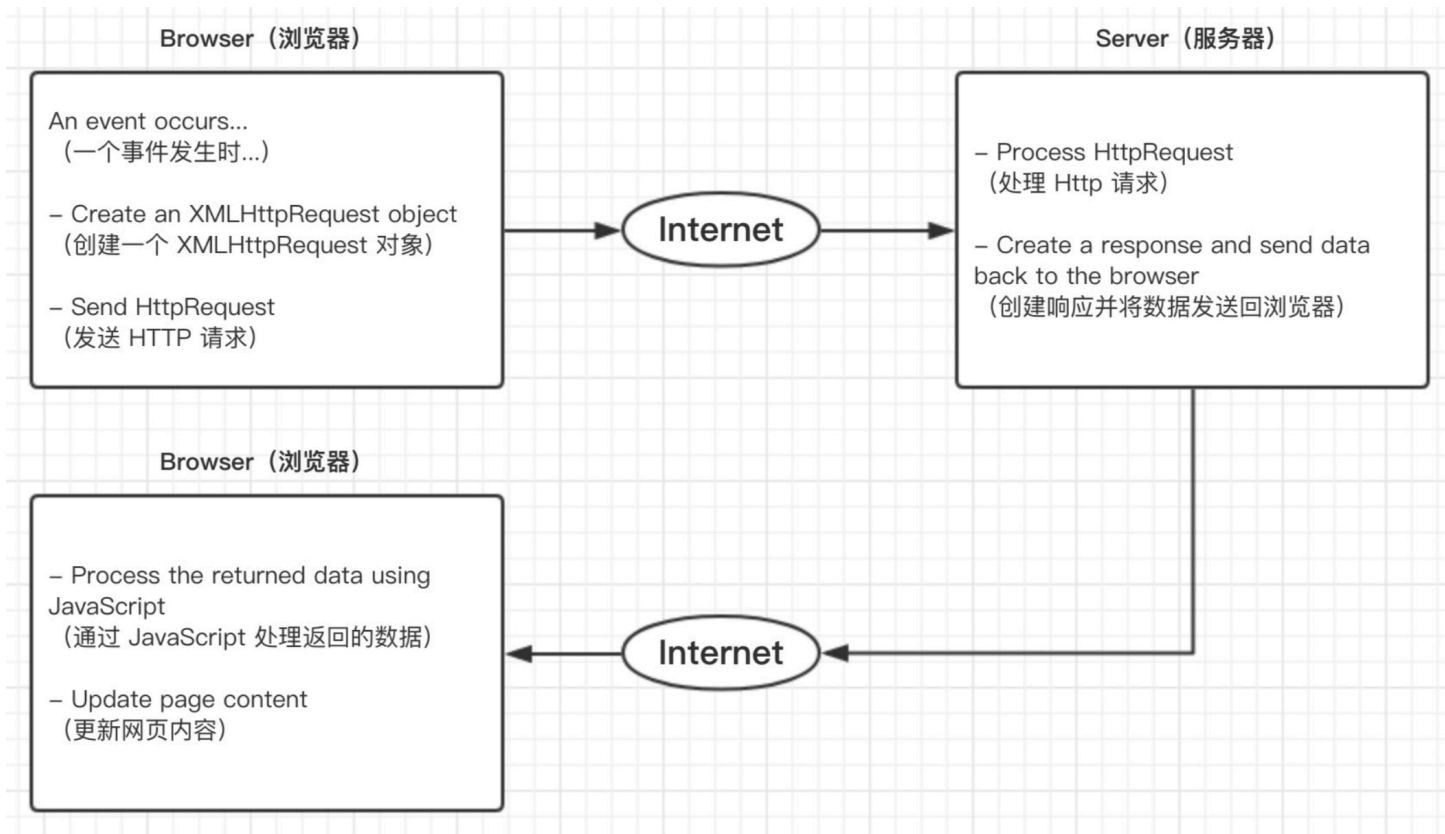 Browser（浏览器）
An event occurs...
（一个事件发生时...）
– Create an XMLHttpRequest object
（创建一个 XMLHttpRequest 对象）
– Send HttpRequest
（发送 HTTP 请求）
Internet
Server（服务器）
– Process HttpRequest
（处理 Http 请求）
– Create a response and send data
back to the browser
（创建响应并将数据发送回浏览器）
Internet
Browser（浏览器）
– Process the returned data using
JavaScript
（通过 JavaScript 处理返回的数据）
– Update page content
（更新网页内容）